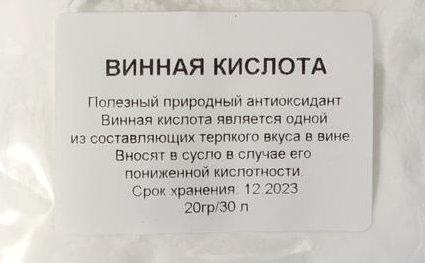 ВИННАЯ КИСЛОТА
Полезный природный антиоксидант
Винная кислота является одной
из составляющих терпкого вкуса в вине.
Вносят в сусло в случае его
пониженной кислотности.
Срок хранения: 12.2023
20гр/30 л